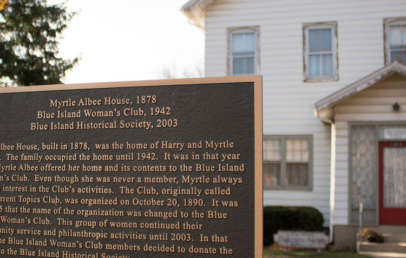 Myrtle Albee House, 1878
Blue Island Woman's Club, 1942
Blue Island Historical Society, 2003
lbee House, built in 1878, was the home of Harry and Myrtle
The family occupied the home until 1942. It was in that year
Myrtle Albee offered her home and its contents to the Blue Island
n's Club. Even though she was never a member, Myrtle always
interest in the Club's activities. The Club, originally called
rrent Topics Club, was organized on October 20, 1890. It was
5 that the name of the organization was changed to the Blue
Woman's Club. This group of women continued their
nity service and philanthropic activities until 2003. In that
he Blue Island Woman's Club members decided to donate the
to the Blue Island Historical Society.